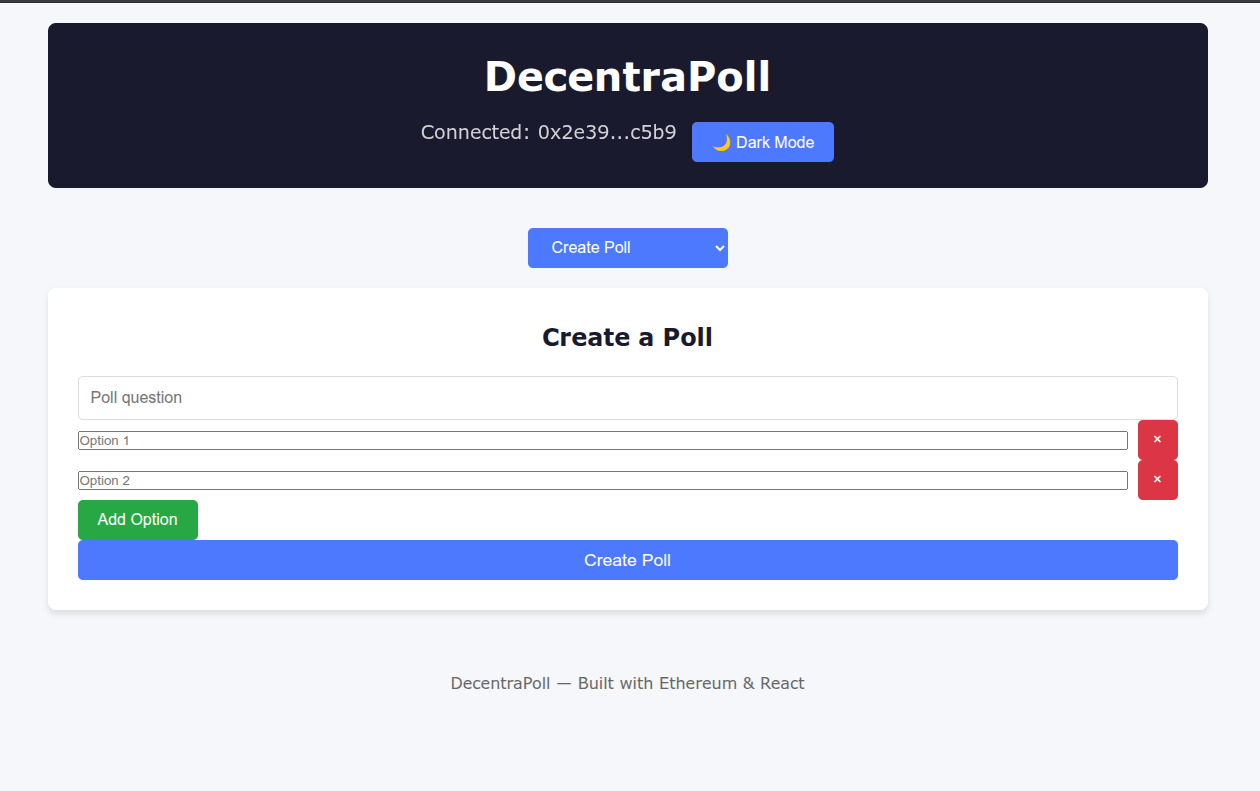 DecentraPoll
Connected: 0x2e39...c5b9
🌙 Dark Mode
Create Poll
Create a Poll
Poll question
Option 1
×
Option 2
×
Add Option
Create Poll
DecentraPoll — Built with Ethereum & React